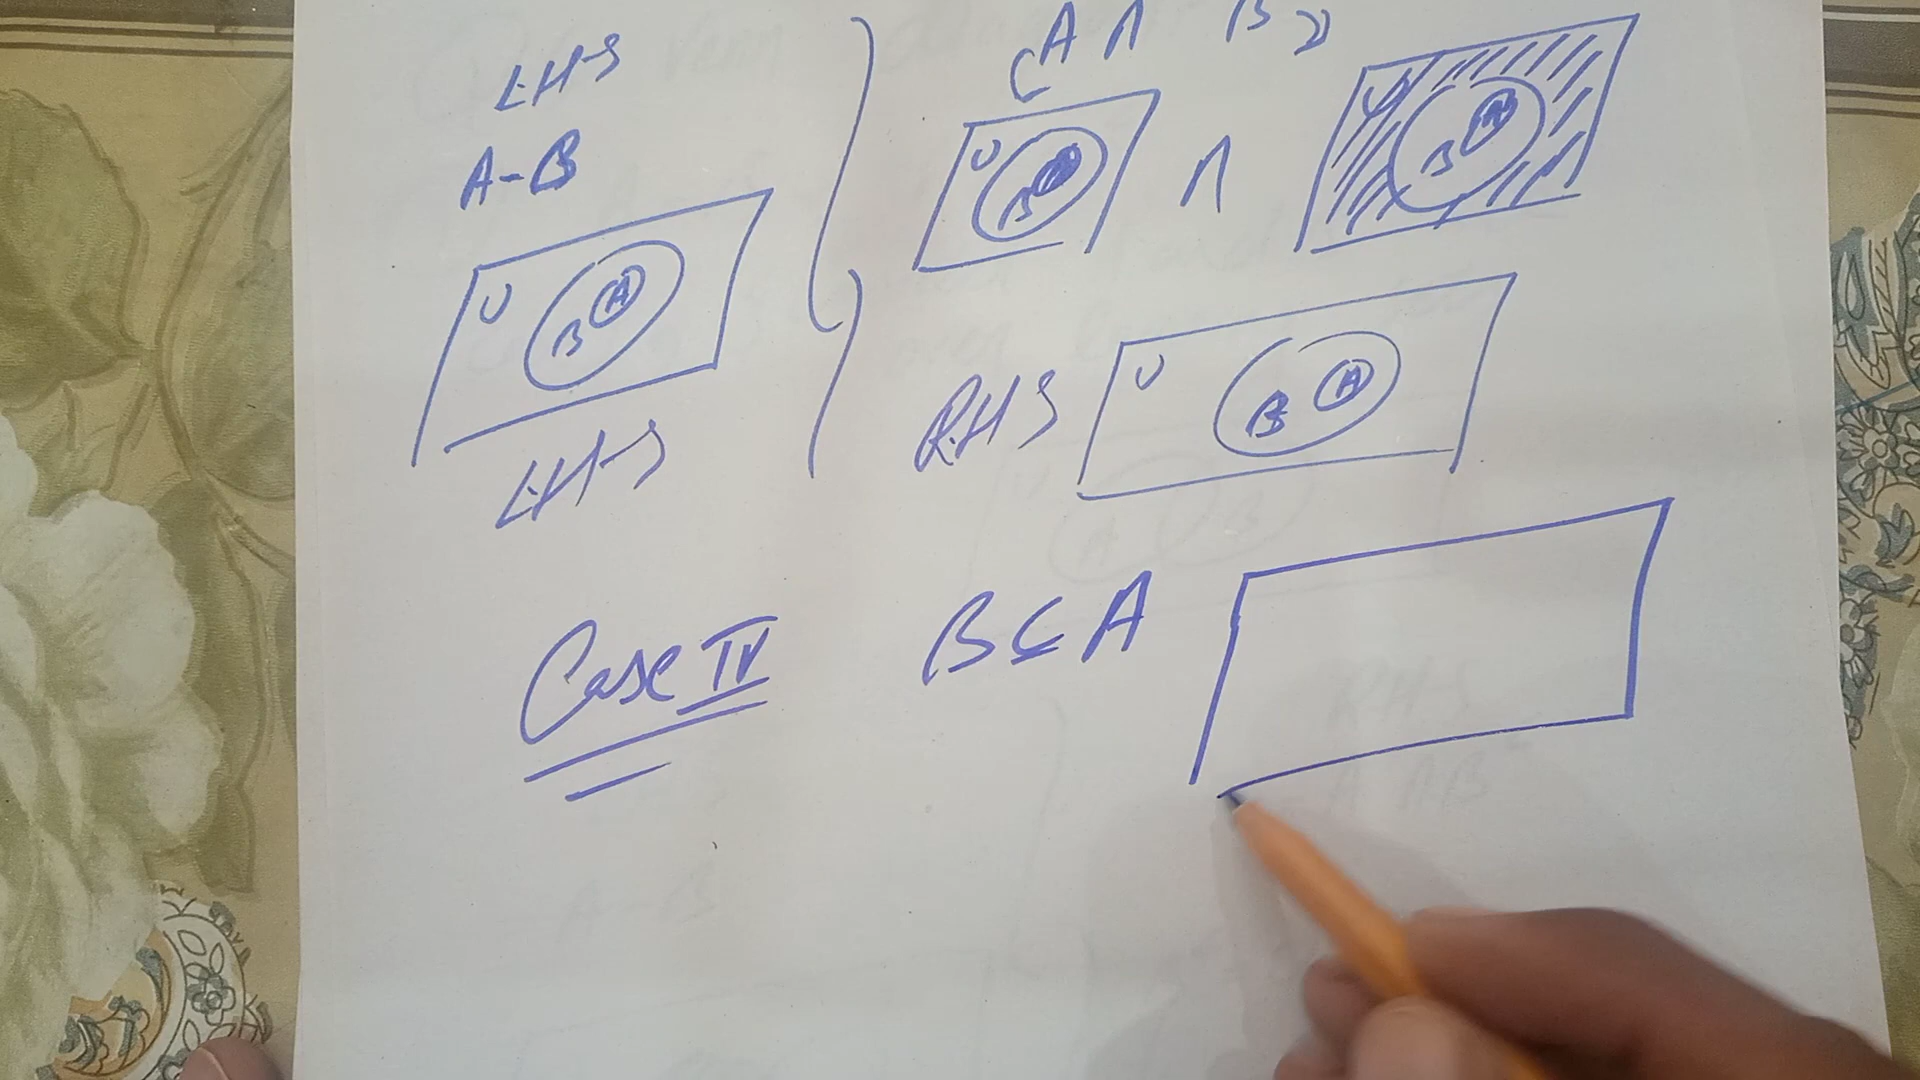 LHS
A-B
U B A
LHS
(A ∩ B)
U B A ∩ U B A
RHS U B A
Case IV B ⊆ A